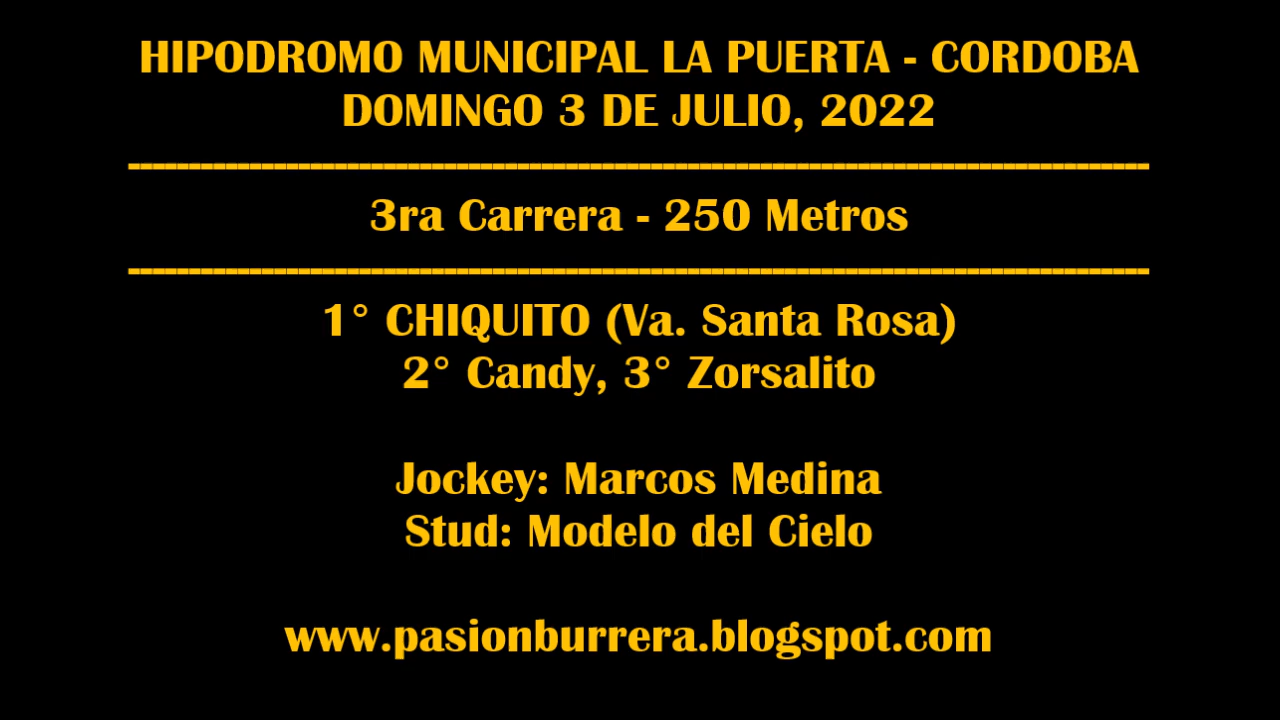 HIPODROMO MUNICIPAL LA PUERTA - CORDOBA
DOMINGO 3 DE JULIO, 2022
------------------------------------------------------------------------------------
3ra Carrera - 250 Metros
------------------------------------------------------------------------------------
1° CHIQUITO (Va. Santa Rosa)
2° Candy, 3° Zorsalito
Jockey: Marcos Medina
Stud: Modelo del Cielo
www.pasionburrera.blogspot.com